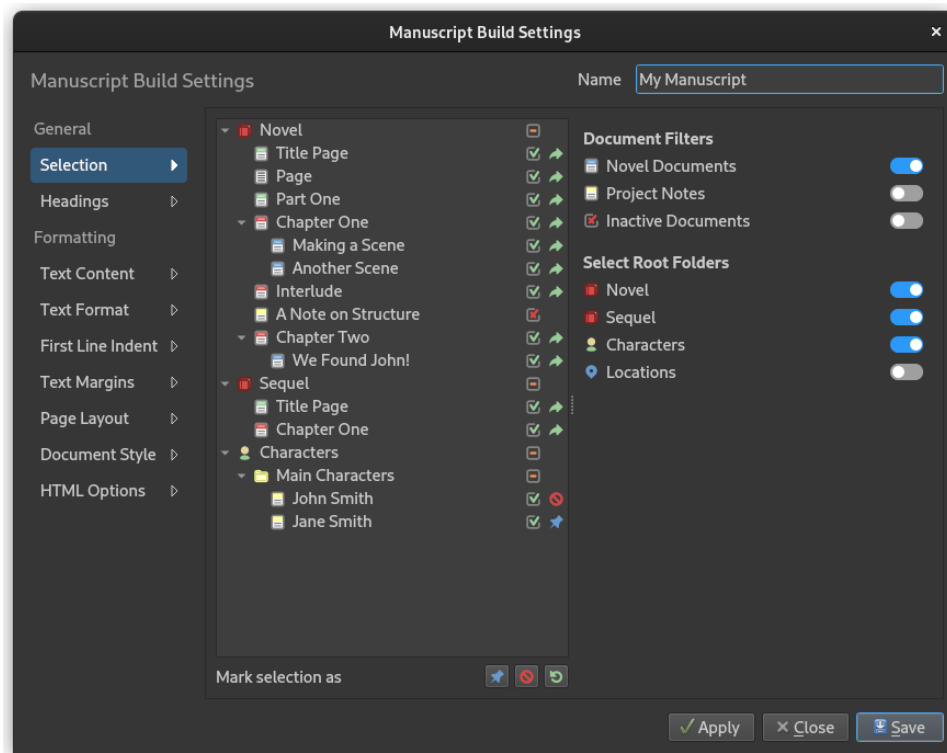 Manuscript Build Settings
Manuscript Build Settings
Name My Manuscript
General
Selection
Headings
Formatting
Text Content
Text Format
First Line Indent
Text Margins
Page Layout
Document Style
HTML Options
Novel
Title Page
Page
Part One
Chapter One
Making a Scene
Another Scene
Interlude
A Note on Structure
Chapter Two
We Found John!
Sequel
Title Page
Chapter One
Characters
Main Characters
John Smith
Jane Smith
Mark selection as
Document Filters
Novel Documents
Project Notes
Inactive Documents
Select Root Folders
Novel
Sequel
Characters
Locations
Apply Close Save